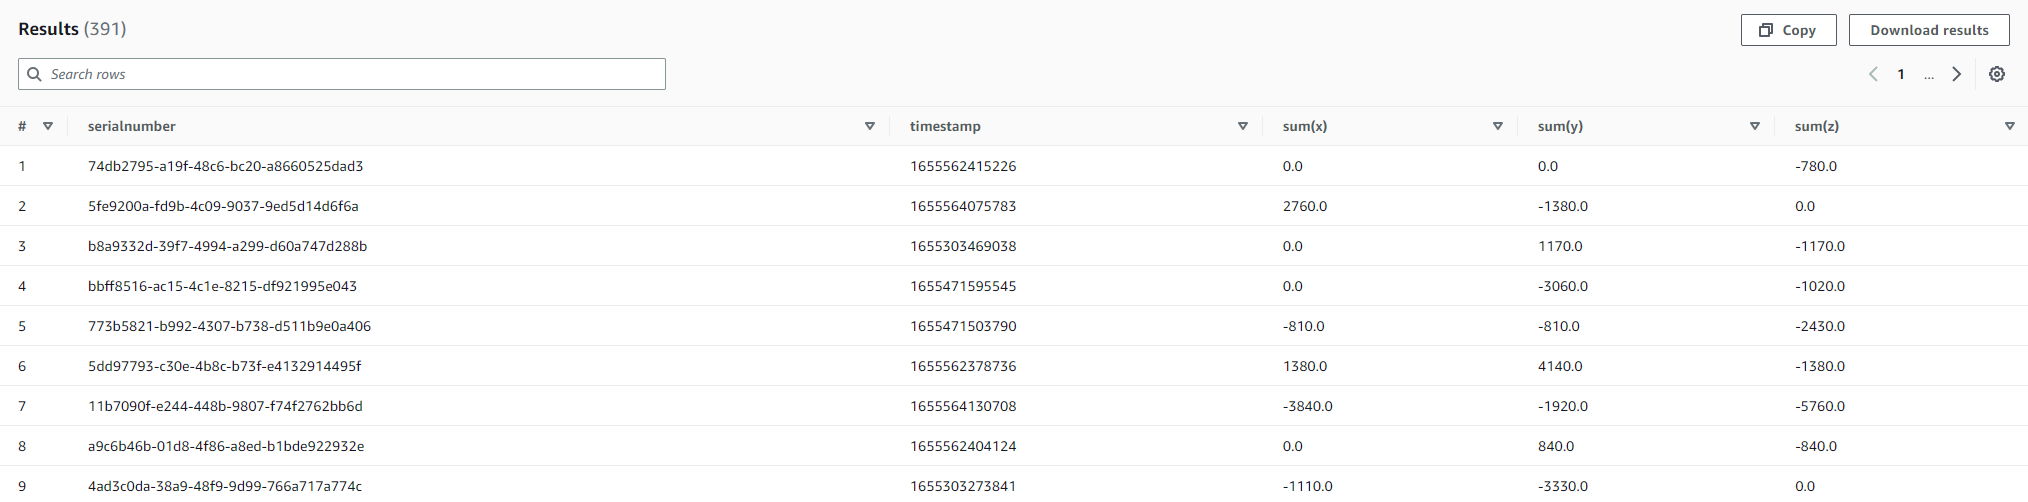 Results (391)
Copy
Download results
Search rows
1 ...
# serialnumber timestamp sum(x) sum(y) sum(z)
1 74db2795-a19f-48c6-bc20-a8660525dad3 1655562415226 0.0 0.0 -780.0
2 5fe9200a-fd9b-4c09-9037-9ed5d14d6f6a 1655564075783 2760.0 -1380.0 0.0
3 b8a9332d-39f7-4994-a299-d60a747d288b 1655303469038 0.0 1170.0 -1170.0
4 bbff8516-ac15-4c1e-8215-df921995e043 1655471595545 0.0 -3060.0 -1020.0
5 773b5821-b992-4307-b738-d511b9e0a406 1655471503790 -810.0 -810.0 -2430.0
6 5dd97793-c30e-4b8c-b73f-e4132914495f 1655562378736 1380.0 4140.0 -1380.0
7 11b7090f-e244-448b-9807-f74f2762bb6d 1655564130708 -3840.0 -1920.0 -5760.0
8 a9c6b46b-01d8-4f86-a8ed-b1bde922932e 1655562404124 0.0 840.0 -840.0
9 4ad3c0da-38a9-48f9-9d99-766a717a774c 1655303273841 -1110.0 -3330.0 0.0